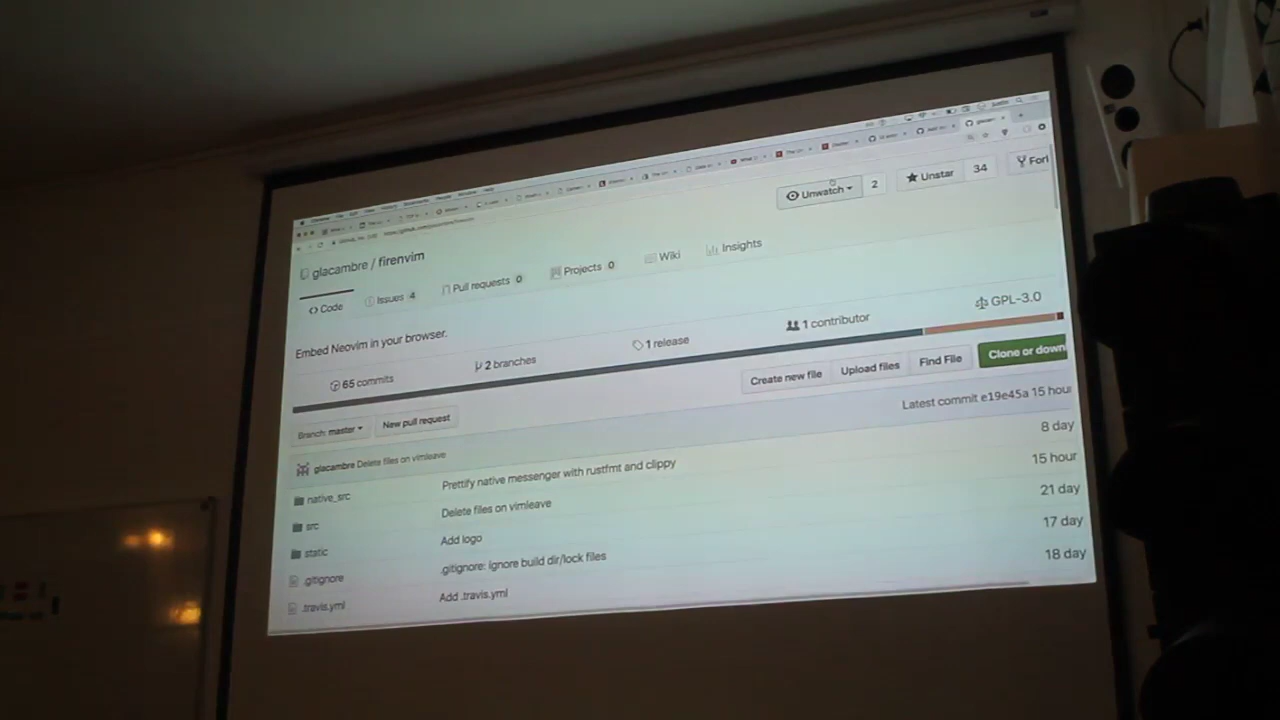 Unwatch 2 Unstar 34 Forl
glacambre / firenvim
Code Issues 4 Pull requests 0 Projects 0 Wiki Insights
Embed Neovim in your browser.
65 commits 2 branches 1 release 1 contributor GPL-3.0
Branch: master New pull request Create new file Upload files Find File Clone or down
glacambre Delete files on vimleave Latest commit e19e45a 15 hou
native_src Prettify native messenger with rustfmt and clippy 8 day
src Delete files on vimleave 15 hour
static Add logo 21 day
.gitignore .gitignore: ignore build dir/lock files 17 day
.travis.yml Add .travis.yml 18 day